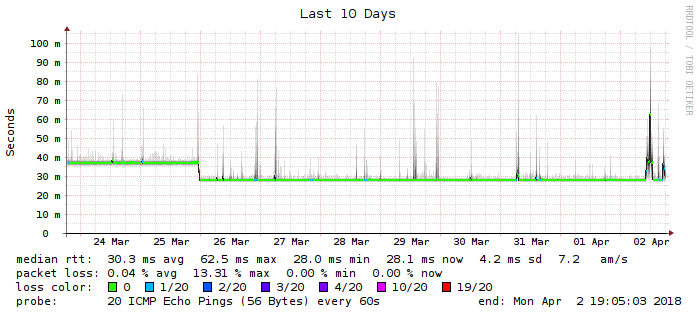 Last 10 Days
RRDTOOL / TOBI OETIKER
Seconds
100 m
90 m
80 m
70 m
60 m
50 m
40 m
30 m
20 m
10 m
0
24 Mar 25 Mar 26 Mar 27 Mar 28 Mar 29 Mar 30 Mar 31 Mar 01 Apr 02 Apr
median rtt: 30.3 ms avg 62.5 ms max 28.0 ms min 28.1 ms now 4.2 ms sd 7.2 am/s
packet loss: 0.04 % avg 13.31 % max 0.00 % min 0.00 % now
loss color: 0 1/20 2/20 3/20 4/20 10/20 19/20
probe: 20 ICMP Echo Pings (56 Bytes) every 60s end: Mon Apr 2 19:05:03 2018